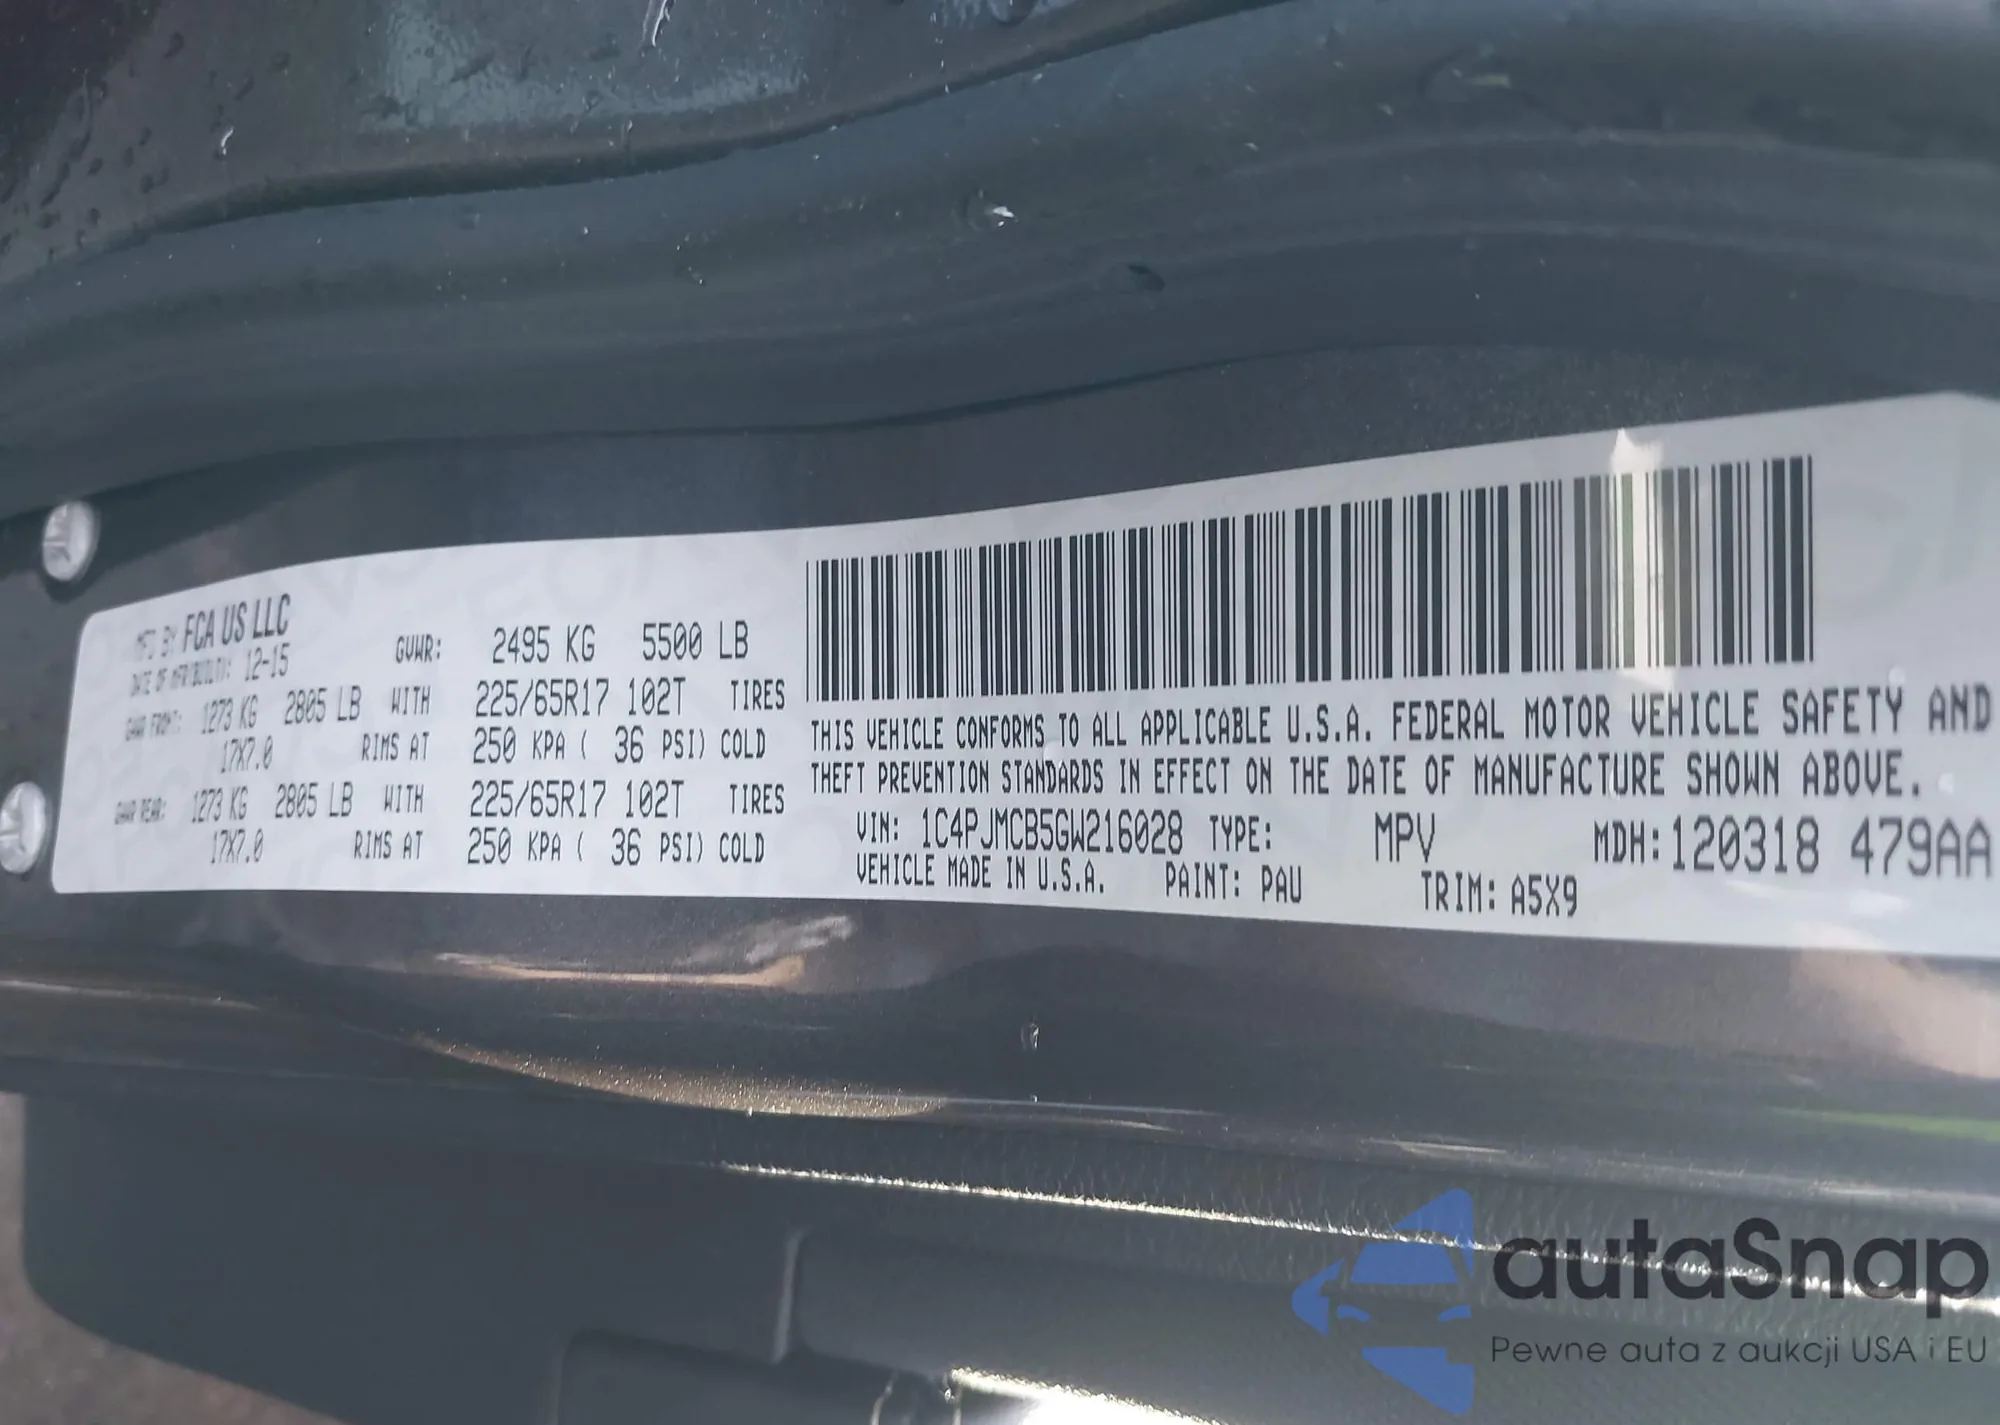 MFD BY FCA US LLC
DATE OF MFR(BUILT): 12-15 GVWR: 2495 KG 5500 LB
GAWR FRONT: 1273 KG 2805 LB WITH 225/65R17 102T TIRES
17X7.0 RIMS AT 250 KPA ( 36 PSI) COLD
GAWR REAR: 1273 KG 2805 LB WITH 225/65R17 102T TIRES
17X7.0 RIMS AT 250 KPA ( 36 PSI) COLD
THIS VEHICLE CONFORMS TO ALL APPLICABLE U.S.A. FEDERAL MOTOR VEHICLE SAFETY AND
THEFT PREVENTION STANDARDS IN EFFECT ON THE DATE OF MANUFACTURE SHOWN ABOVE.
VIN: 1C4PJMCB5GW216028 TYPE: MPV MDH: 120318 479AA
VEHICLE MADE IN U.S.A. PAINT: PAU TRIM: A5X9
autaSnap
Pewne auta z aukcji USA i EU